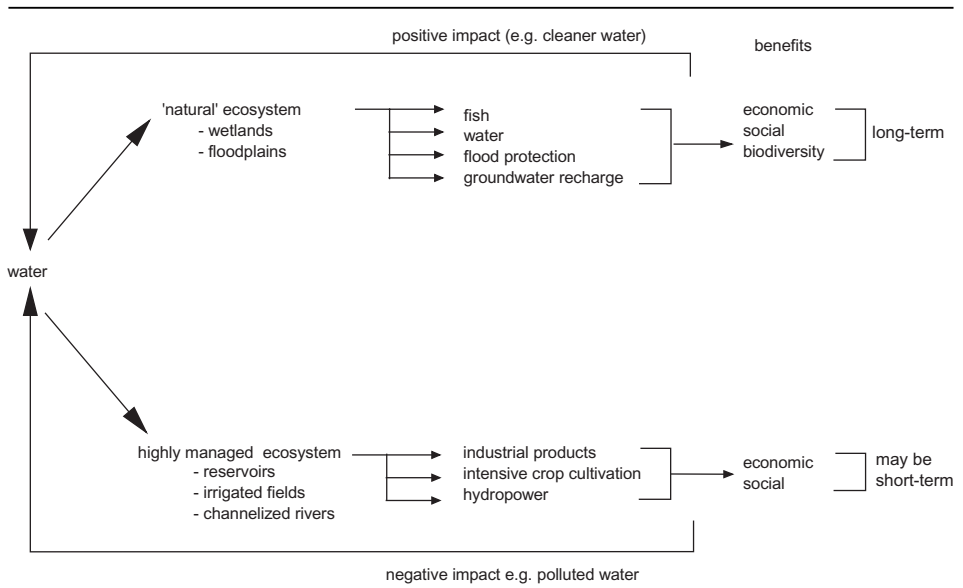 positive impact (e.g. cleaner water)
benefits
'natural' ecosystem
- wetlands
- floodplains
fish
water
flood protection
groundwater recharge
economic
social
biodiversity
long-term
water
highly managed ecosystem
- reservoirs
- irrigated fields
- channelized rivers
industrial products
intensive crop cultivation
hydropower
economic
social
may be
short-term
negative impact e.g. polluted water